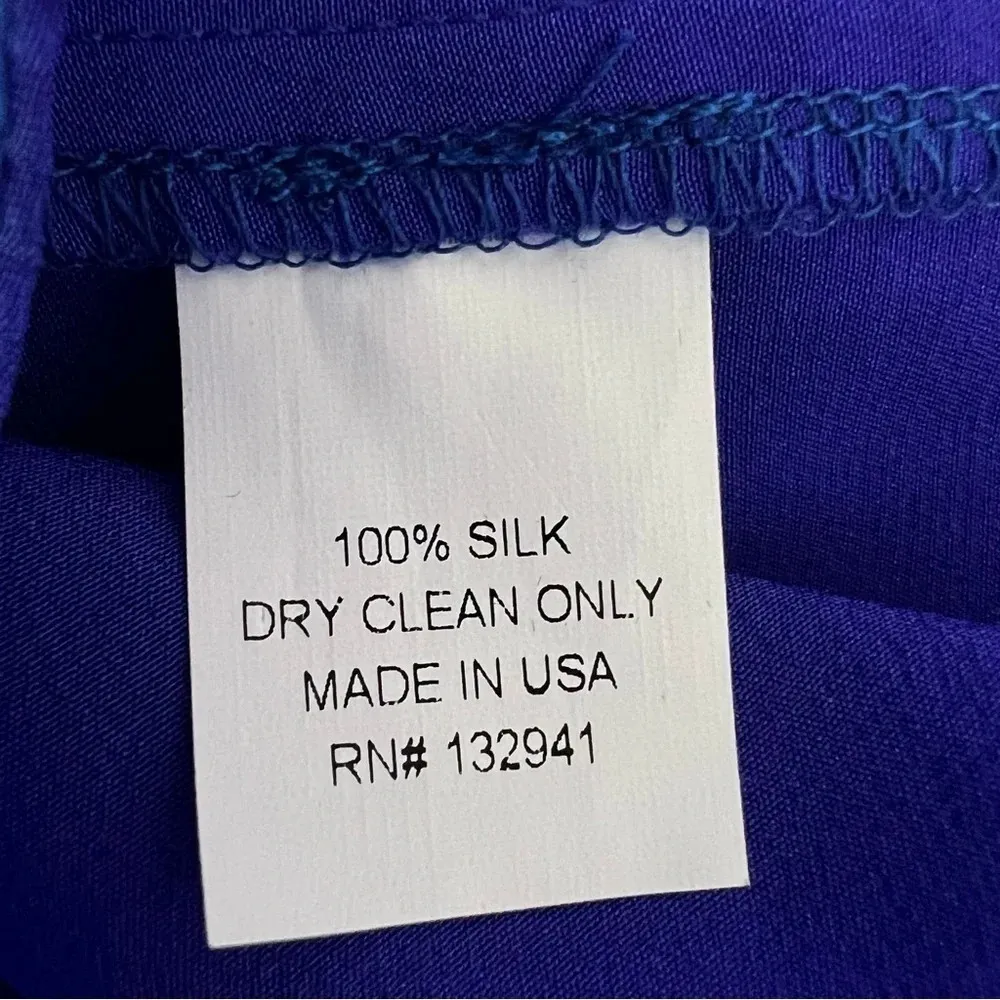 100% SILK
DRY CLEAN ONLY
MADE IN USA
RN# 132941